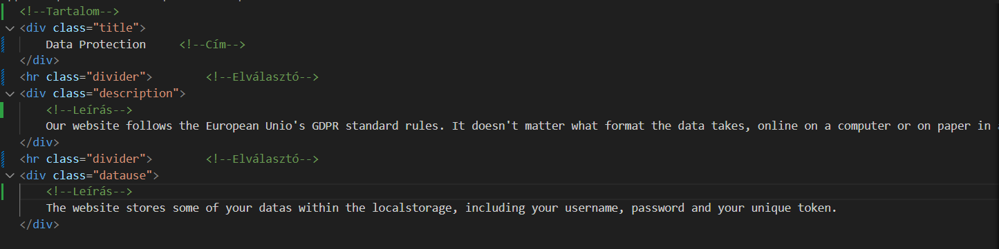 <!--Tartalom-->
<div class="title">
Data Protection <!--Cím-->
</div>
<hr class="divider"> <!--Elválasztó-->
<div class="description">
<!--Leírás-->
Our website follows the European Unio's GDPR standard rules. It doesn't matter what format the data takes, online on a computer or on paper in
</div>
<hr class="divider"> <!--Elválasztó-->
<div class="datause">
<!--Leírás-->
The website stores some of your datas within the localstorage, including your username, password and your unique token.
</div>